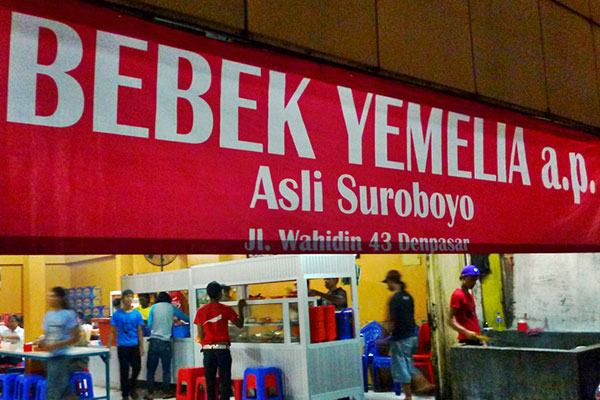 BEBEK YEMELIA a.p.
Asli Suroboyo
Jl. Wahidin 43 Denpasar